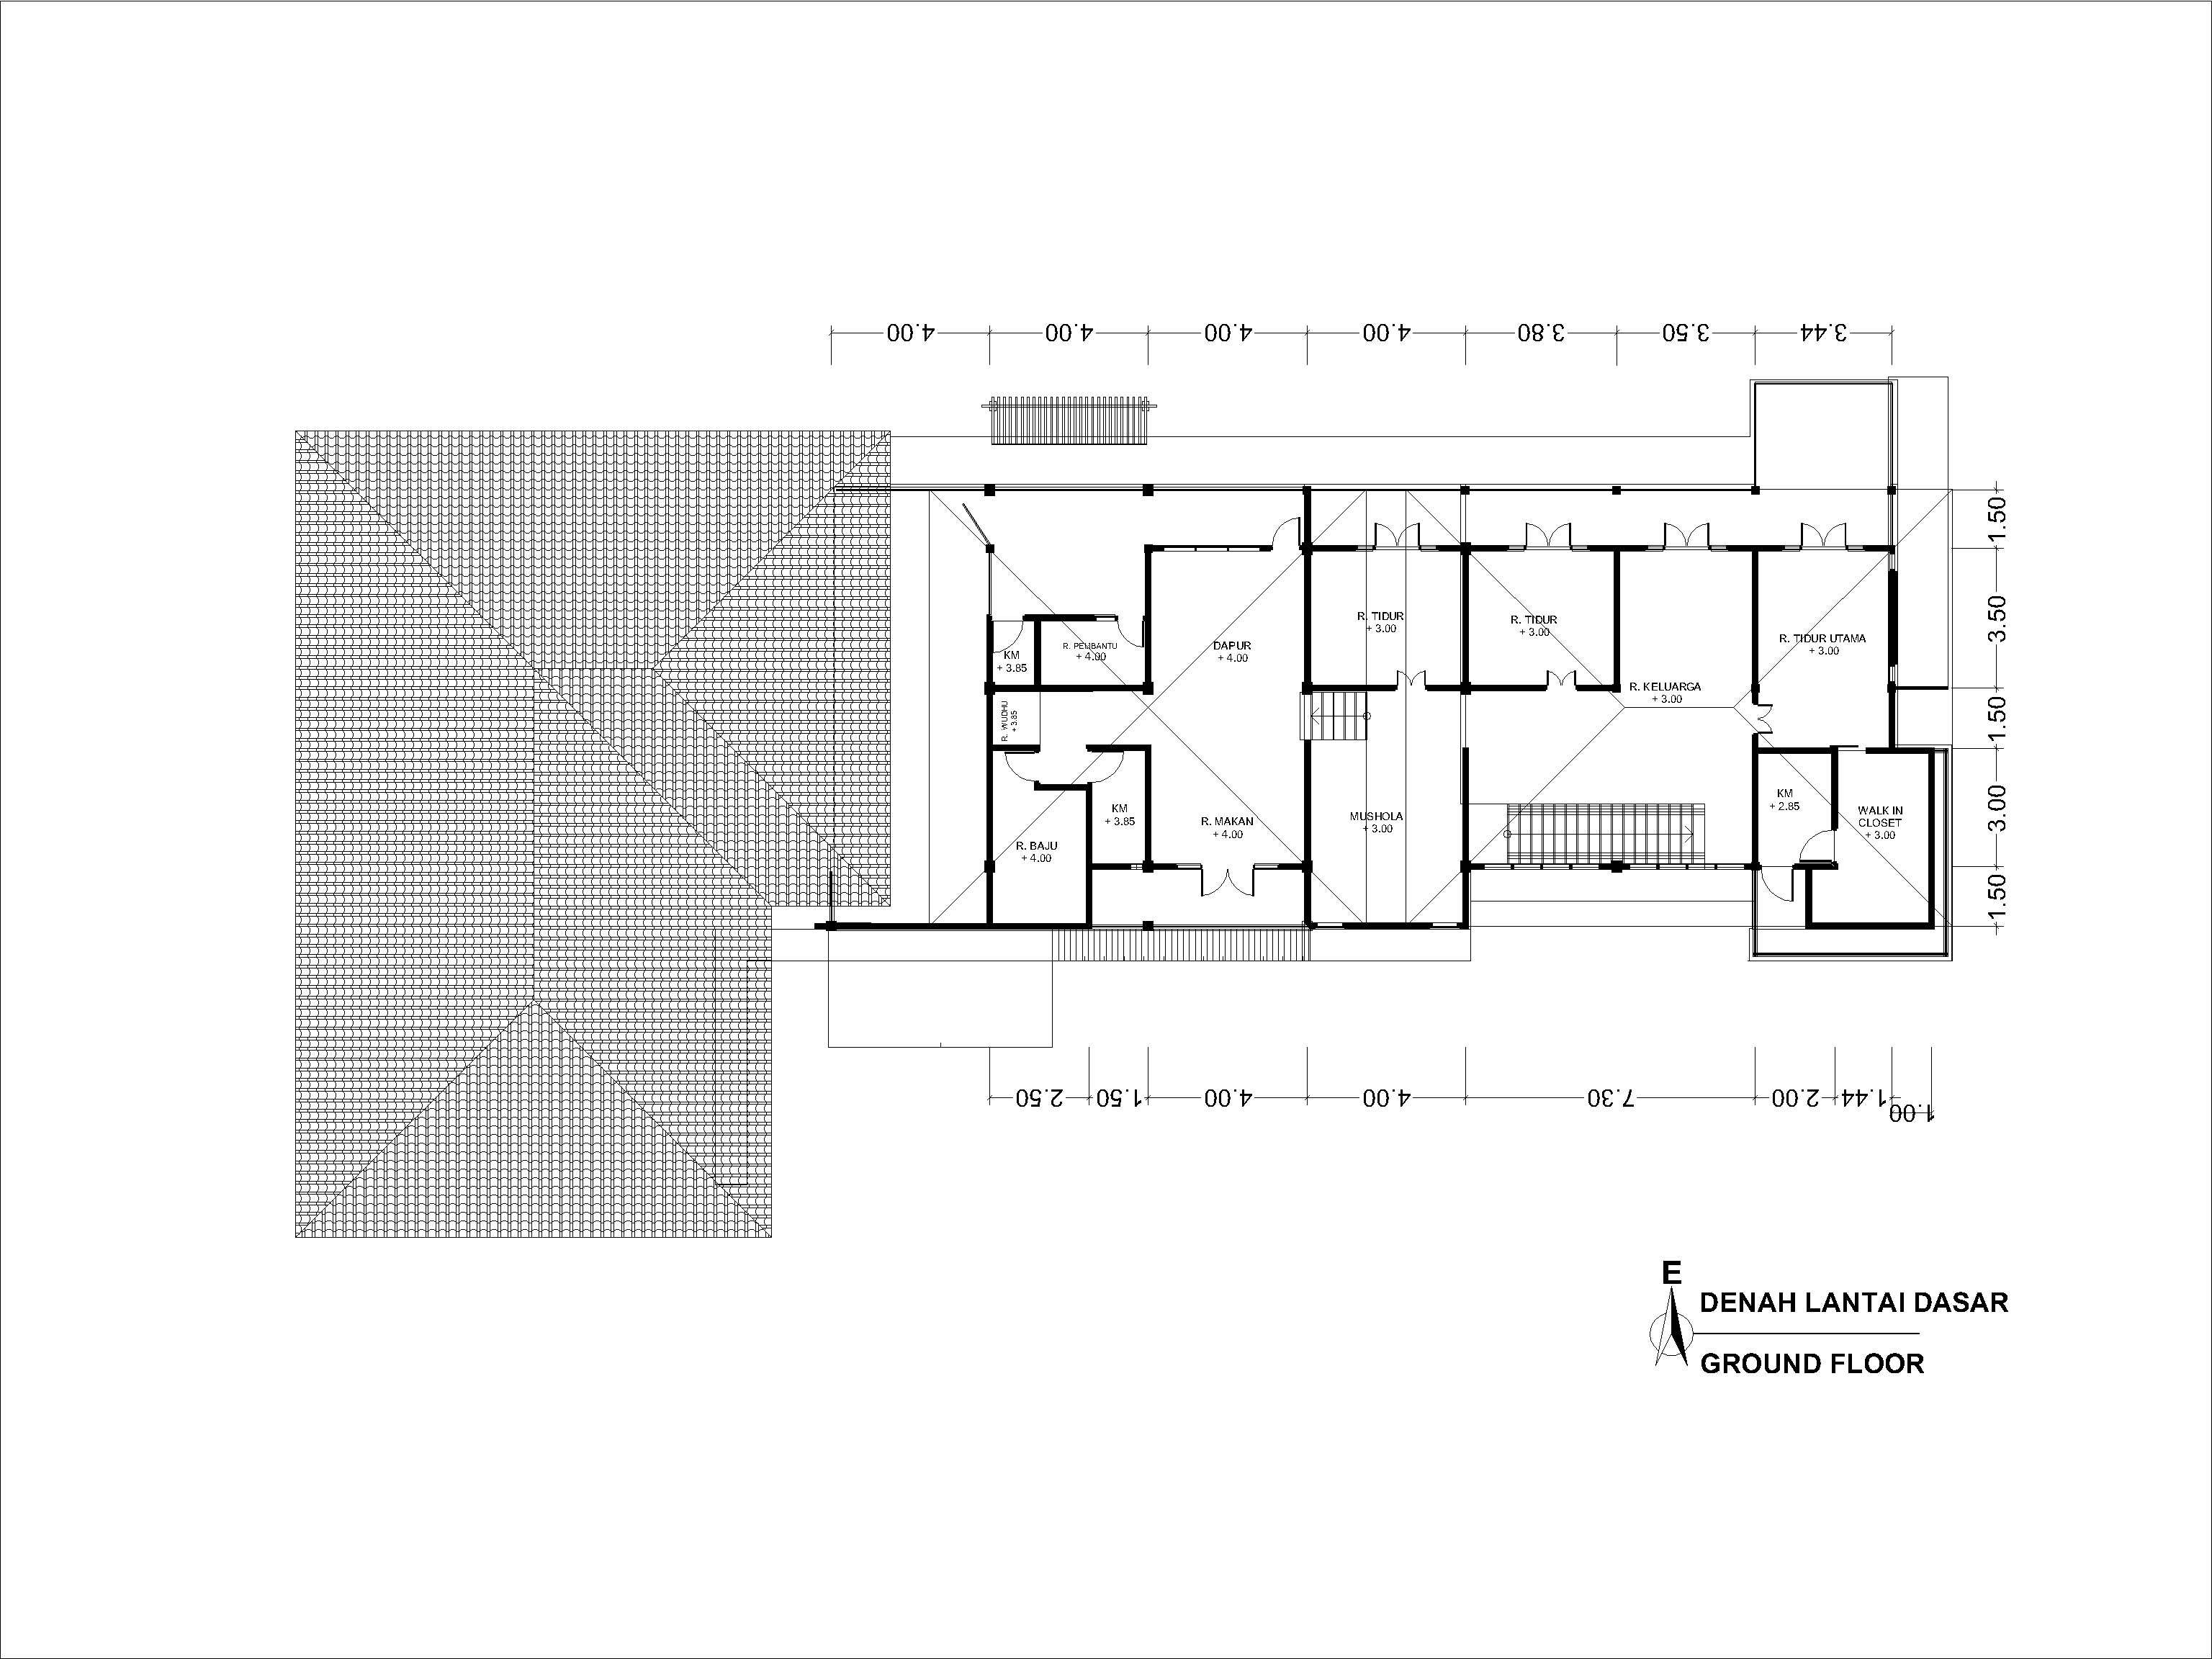 4.00 4.00 4.00 4.00 3.80 3.50 3.44
1.50
3.50
1.50
3.00
1.50
R. TIDUR
+ 3.00
R. TIDUR
+ 3.00
R. TIDUR UTAMA
+ 3.00
DAPUR
+ 4.00
R. PEMBANTU
+ 4.00
KM
+ 3.85
R. KELUARGA
+ 3.00
R. WUDHU
+ 3.85
KM
+ 3.85
R. MAKAN
+ 4.00
MUSHOLA
+ 3.00
KM
+ 2.85
WALK IN
CLOSET
+ 3.00
R. BAJU
+ 4.00
2.50 1.50 4.00 4.00 7.30 2.00 1.44 1.00
E
DENAH LANTAI DASAR
GROUND FLOOR